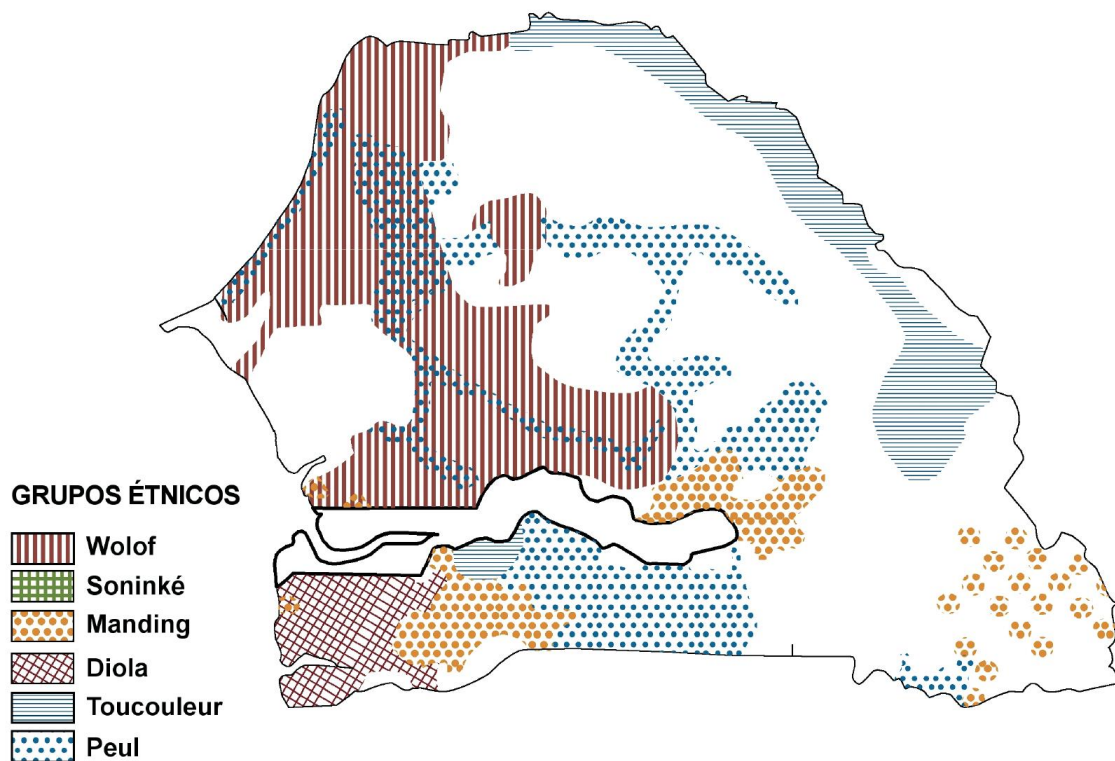 GRUPOS ÉTNICOS
Wolof
Soninké
Manding
Diola
Toucouleur
Peul